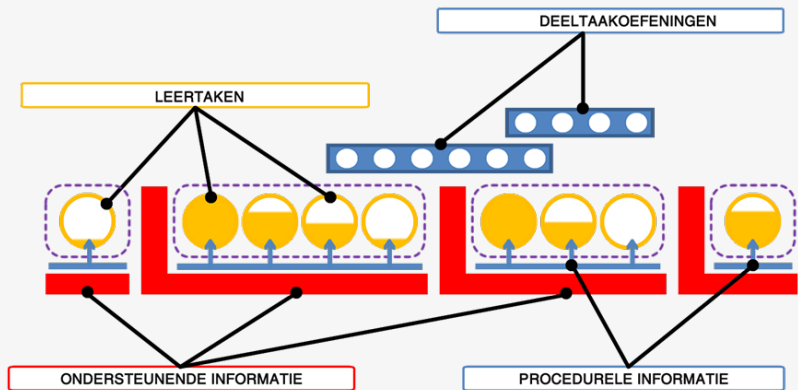 DEELTAAKOEFENINGEN
LEERTAKEN
ONDERSTEUNENDE INFORMATIE
PROCEDURELE INFORMATIE